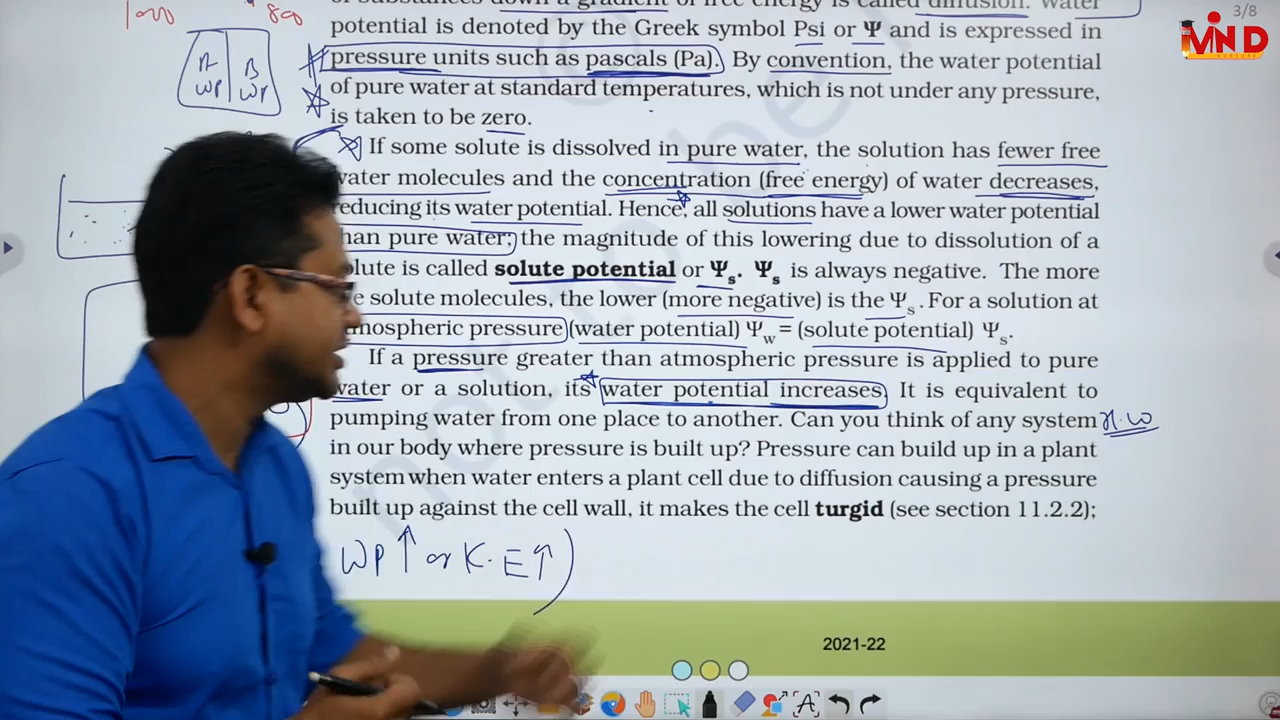 3/8
MIND
1000 800
of substances down a gradient of free energy is called diffusion. Water
potential is denoted by the Greek symbol Psi or Ψ and is expressed in
pressure units such as pascals (Pa). By convention, the water potential
of pure water at standard temperatures, which is not under any pressure,
is taken to be zero.
A B
WP WP
If some solute is dissolved in pure water, the solution has fewer free
water molecules and the concentration (free energy) of water decreases,
reducing its water potential. Hence, all solutions have a lower water potential
than pure water; the magnitude of this lowering due to dissolution of a
solute is called solute potential or Ψs. Ψs is always negative. The more
solute molecules, the lower (more negative) is the Ψs. For a solution at
atmospheric pressure (water potential) Ψw = (solute potential) Ψs.
If a pressure greater than atmospheric pressure is applied to pure
water or a solution, its water potential increases. It is equivalent to
pumping water from one place to another. Can you think of any system
in our body where pressure is built up? Pressure can build up in a plant
system when water enters a plant cell due to diffusion causing a pressure
built up against the cell wall, it makes the cell turgid (see section 11.2.2);
WP ↑ or K.E ↑)
2021-22